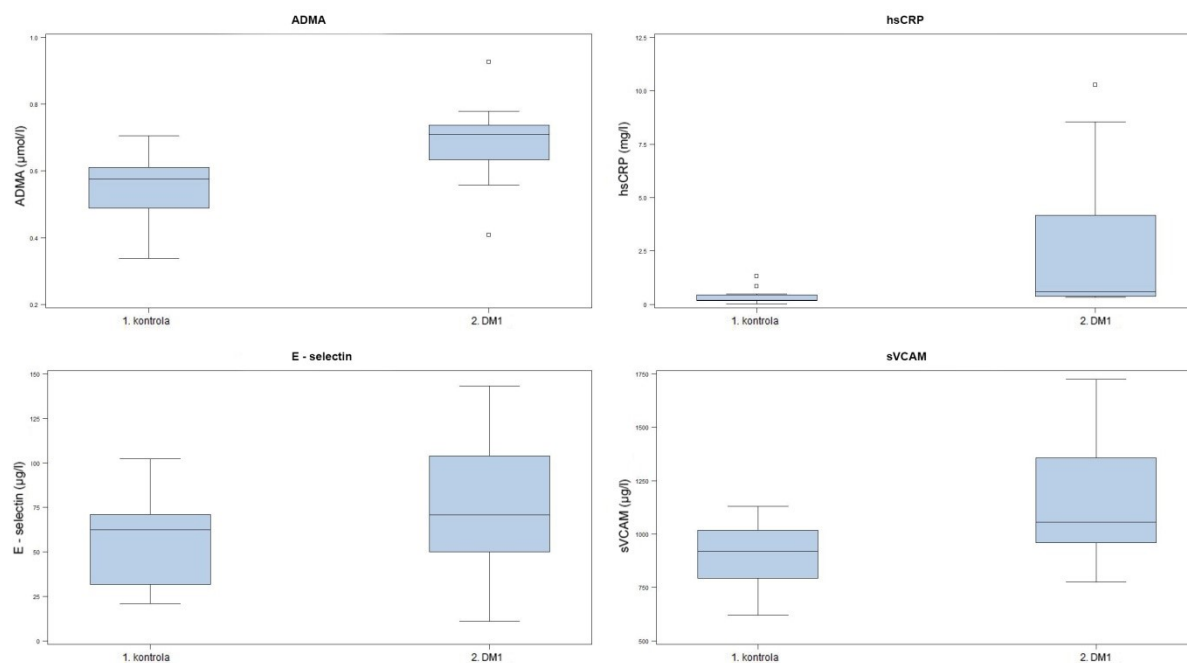 ADMA
ADMA (µmol/l)
1.0
0.8
0.6
0.4
0.2
1. kontrola
2. DM1
hsCRP
hsCRP (mg/l)
12.5
10.0
7.5
5.0
2.5
0
1. kontrola
2. DM1
E - selectin
E - selectin (µg/l)
150
125
100
75
50
25
0
1. kontrola
2. DM1
sVCAM
sVCAM (µg/l)
1750
1500
1250
1000
750
500
1. kontrola
2. DM1